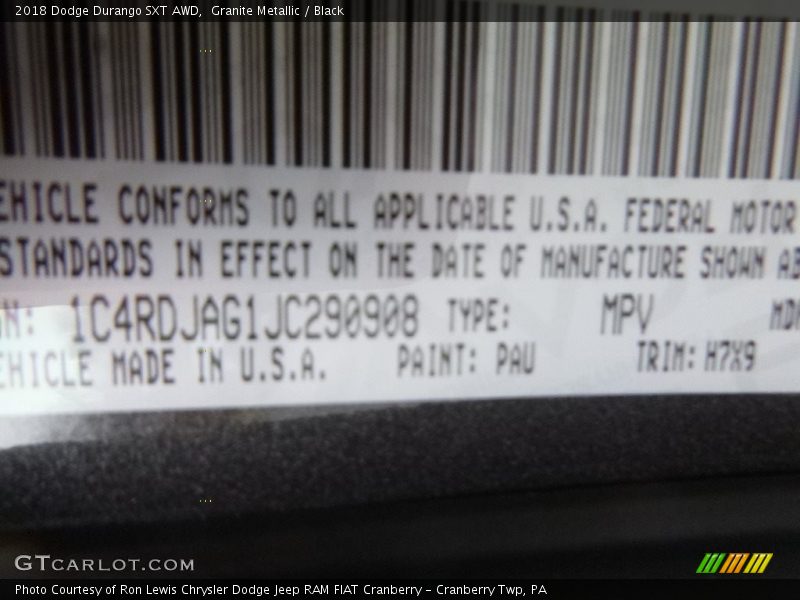 2018 Dodge Durango SXT AWD,  Granite Metallic / Black
EHICLE CONFORMS TO ALL APPLICABLE U.S.A. FEDERAL MOTOR
STANDARDS IN EFFECT ON THE DATE OF MANUFACTURE SHOWN AB
N: 1C4RDJAG1JC290908 TYPE: MPV MD
EHICLE MADE IN U.S.A. PAINT: PAU TRIM: H7X9
GTCARLOT.COM
Photo Courtesy of Ron Lewis Chrysler Dodge Jeep RAM FIAT Cranberry – Cranberry Twp, PA